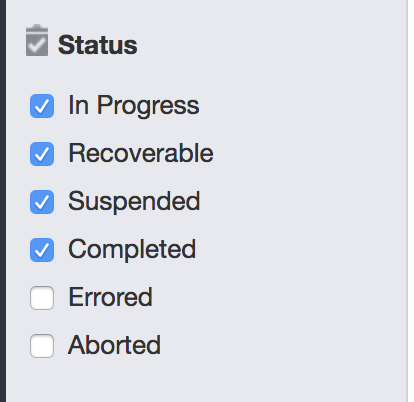 Status
In Progress
Recoverable
Suspended
Completed
Errored
Aborted